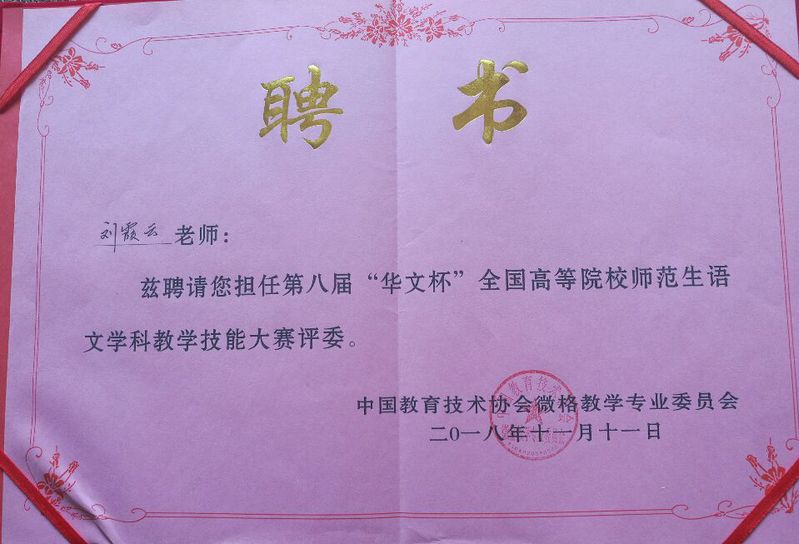 聘书
刘霞云老师：
兹聘请您担任第八届“华文杯”全国高等院校师范生语
文学科教学技能大赛评委。
中国教育技术协会微格教学专业委员会
二O一八年十一月十一日